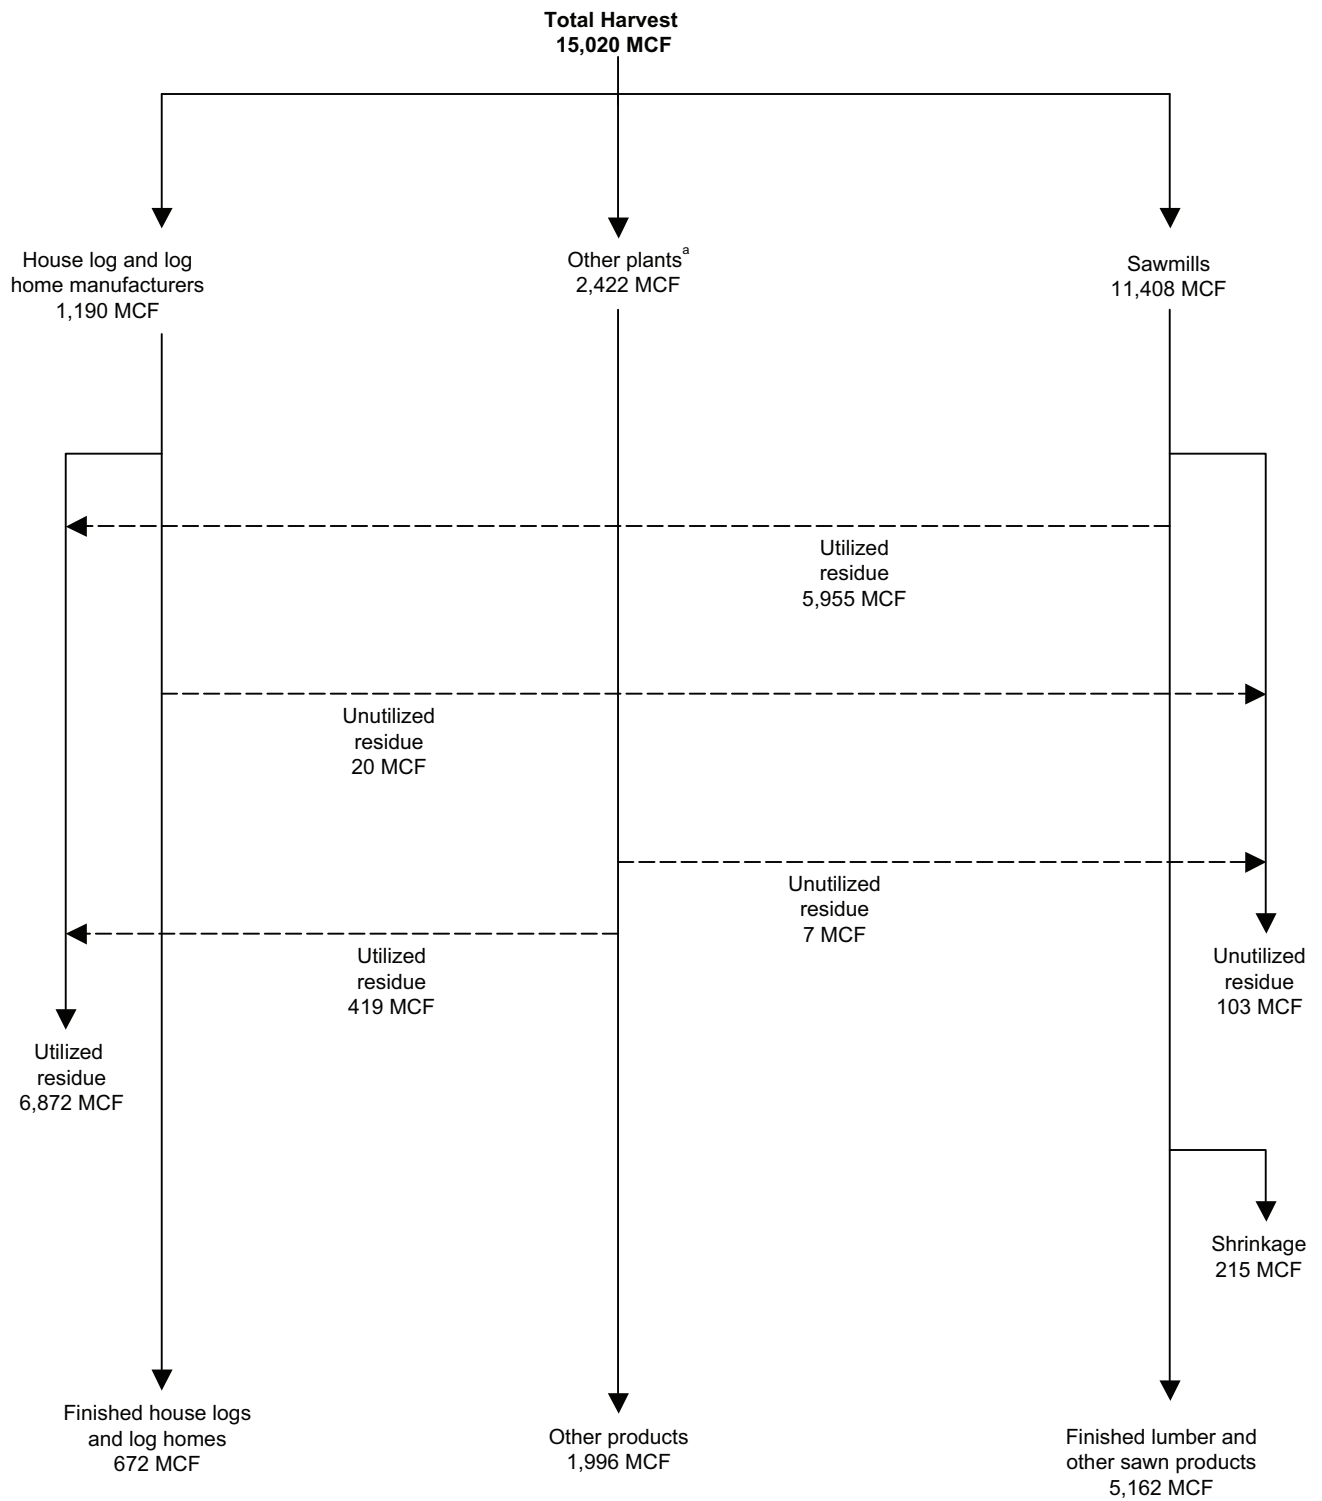 Total Harvest
15,020 MCF
House log and log
home manufacturers
1,190 MCF
Other plantsª
2,422 MCF
Sawmills
11,408 MCF
Utilized
residue
5,955 MCF
Unutilized
residue
20 MCF
Unutilized
residue
7 MCF
Utilized
residue
419 MCF
Unutilized
residue
103 MCF
Utilized
residue
6,872 MCF
Shrinkage
215 MCF
Finished house logs
and log homes
672 MCF
Other products
1,996 MCF
Finished lumber and
other sawn products
5,162 MCF